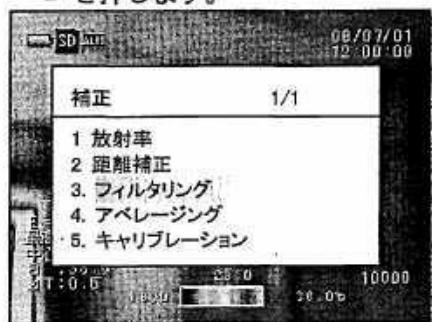 を押します。
SD
08/07/01
12:00:00
補正 1/1
1 放射率
2 距離補正
3. フィルタリング
4. アベレージング
5. キャリブレーション
10000